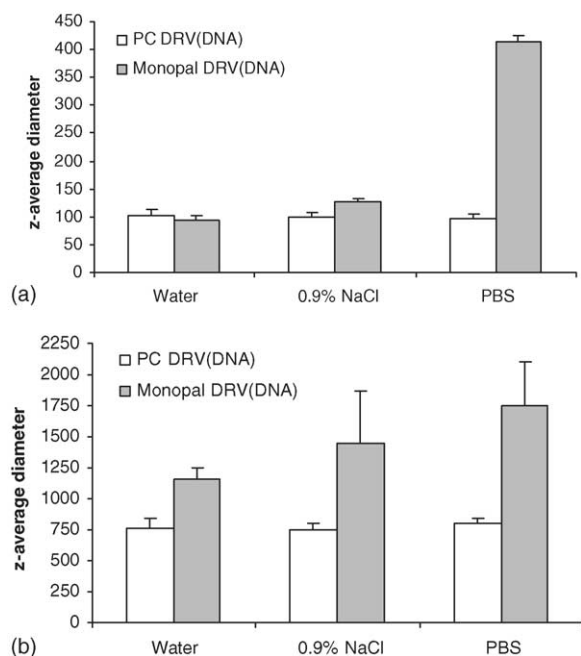 450
PC DRV(DNA)
400
Monopal DRV(DNA)
350
300
250
200
150
100
50
0
z-average diameter
(a)
Water
0.9% NaCl
PBS
2250
PC DRV(DNA)
2000
Monopal DRV(DNA)
1750
1500
1250
1000
750
500
250
0
z-average diameter
(b)
Water
0.9% NaCl
PBS